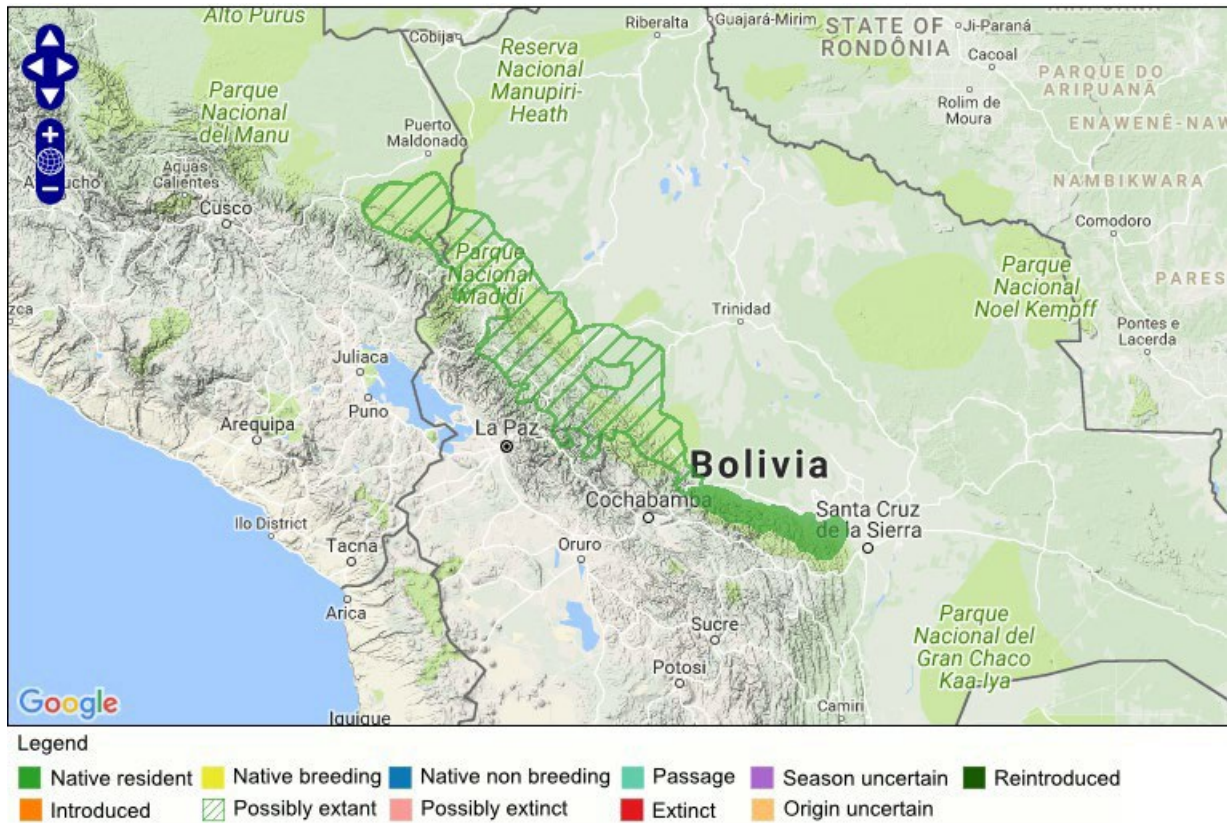 Alto Purus
Cobija
Riberalta
Guajará-Mirim
STATE OF
RONDÔNIA
Ji-Paraná
Cacoal
Reserva
Nacional
Manupiri-
Heath
PARQUE DO
ARIPUANÃ
Rolim de
Moura
ENAWENÊ-NAW
Parque
Nacional
del Manu
Puerto
Maldonado
Aguas
Calientes
Cusco
NAMBIKWARA
Comodoro
Parque
Nacional
Madidi
Parque
Nacional
Noel Kempff
PARES
Trinidad
Pontes e
Lacerda
Juliaca
Puno
Arequipa
La Paz
Bolivia
Cochabamba
Santa Cruz
de la Sierra
Ilo District
Tacna
Oruro
Arica
Sucre
Potosi
Parque
Nacional del
Gran Chaco
Kaa-Iya
Camiri
Iquique
Google
Legend
Native resident Native breeding Native non breeding Passage Season uncertain Reintroduced
Introduced Possibly extant Possibly extinct Extinct Origin uncertain